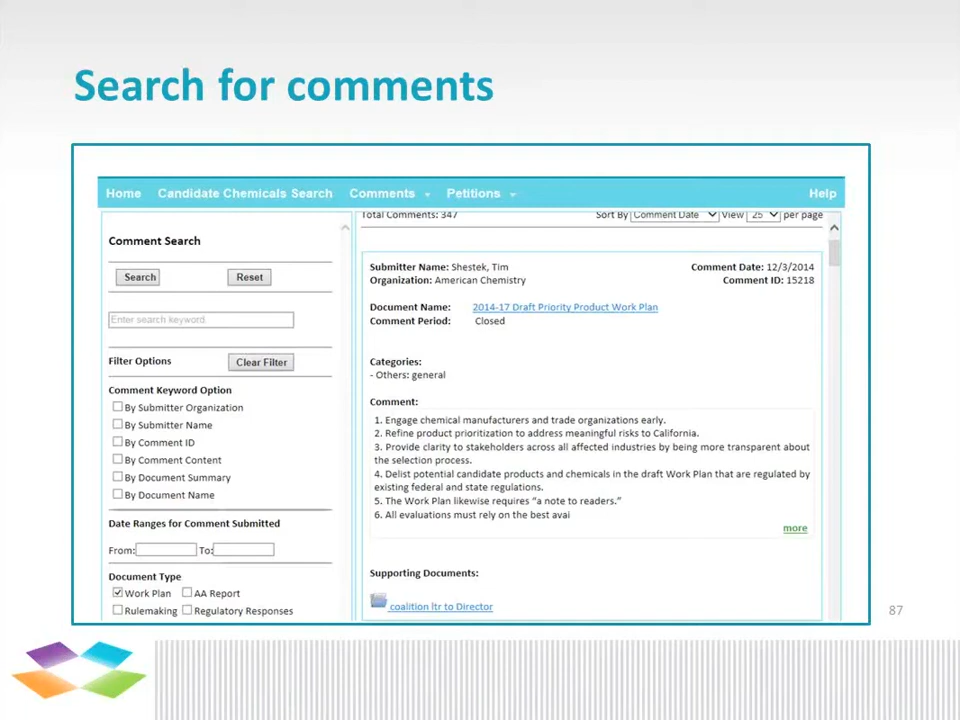 Search for comments
Home Candidate Chemicals Search Comments Petitions Help
Comment Search
Search Reset
Enter search keyword
Filter Options Clear Filter
Comment Keyword Option
By Submitter Organization
By Submitter Name
By Comment ID
By Comment Content
By Document Summary
By Document Name
Date Ranges for Comment Submitted
From: To:
Document Type
Work Plan AA Report
Rulemaking Regulatory Responses
Total Comments: 347 Sort By Comment Date View 25 per page
Submitter Name: Shestek, Tim Comment Date: 12/3/2014
Organization: American Chemistry Comment ID: 15218
Document Name: 2014-17 Draft Priority Product Work Plan
Comment Period: Closed
Categories:
- Others: general
Comment:
1. Engage chemical manufacturers and trade organizations early.
2. Refine product prioritization to address meaningful risks to California.
3. Provide clarity to stakeholders across all affected industries by being more transparent about
the selection process.
4. Delist potential candidate products and chemicals in the draft Work Plan that are regulated by
existing federal and state regulations.
5. The Work Plan likewise requires “a note to readers.”
6. All evaluations must rely on the best avai
more
Supporting Documents:
coalition ltr to Director
87